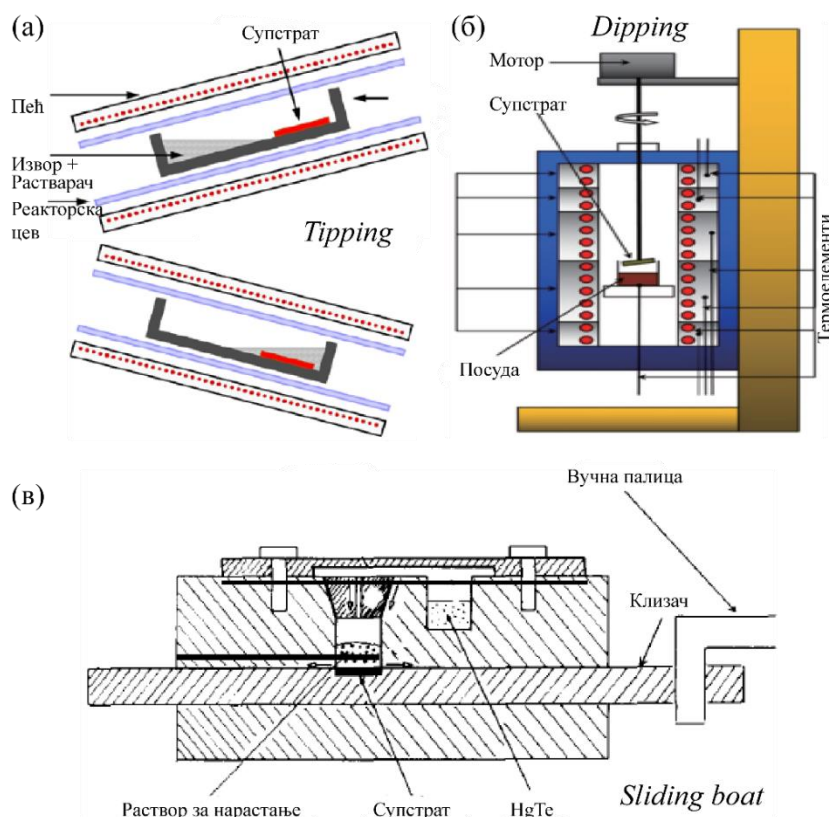 (а)
Супстрат
Пећ
Извор +
Растварач
Реакторска
цев
Tipping
(б)
Dipping
Мотор
Супстрат
Посуда
Термоелементи
(в)
Вучна палица
Клизач
Раствор за нарастање
Супстрат
HgTe
Sliding boat